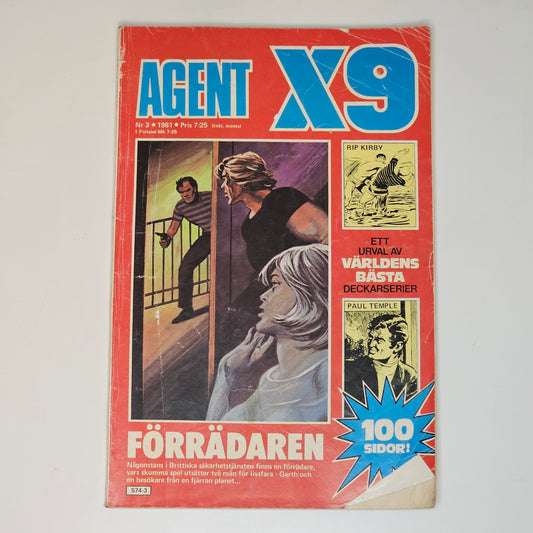 AGENT X9
Nr 3 • 1981 • Pris 7:25 (inkl. moms)
I Finland Mk 7:25
RIP KIRBY
ETT
URVAL AV
VÄRLDENS
BÄSTA
DECKARSERIER
PAUL TEMPLE
100
SIDOR!
FÖRRÄDAREN
Någonstans i Brittiska säkerhetstjänsten finns en förrädare,
vars skumma spel utsätter två män för livsfara - Garth och
en besökare från en fjärran planet...
574-3